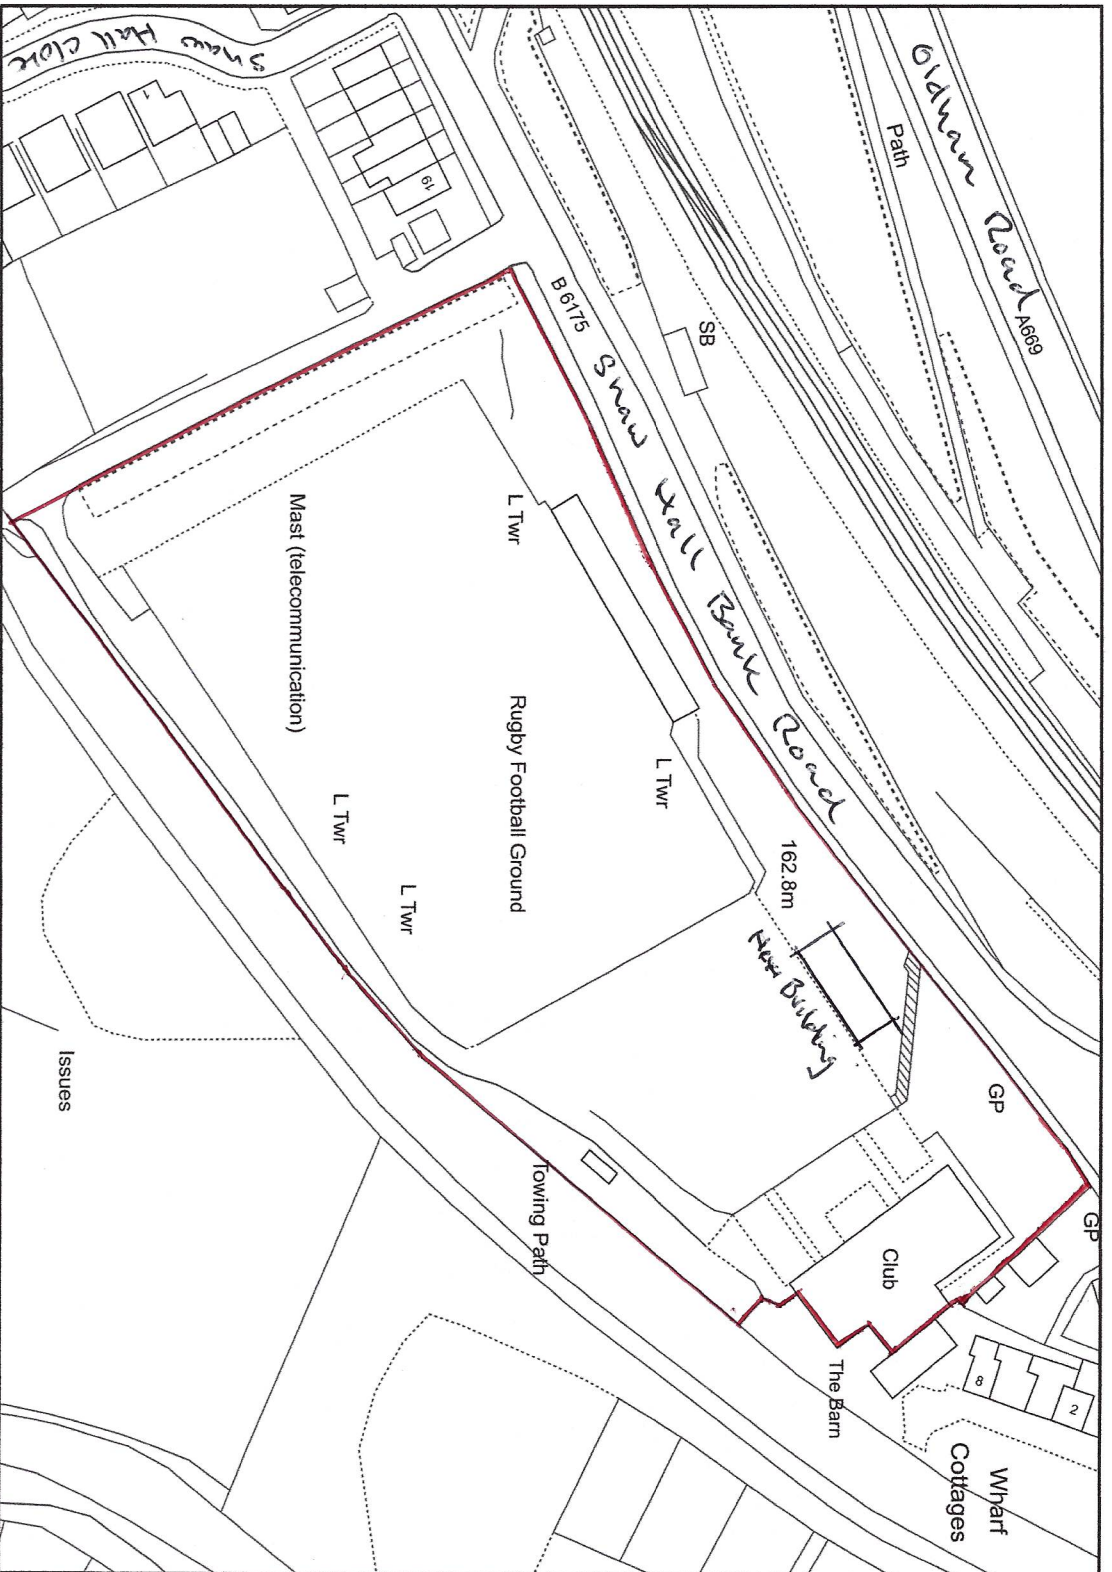 Oldham Road
A669
Path
Shaw Hall Close
1
19
SB
B 6175
Shaw Hall Bank Road
L Twr
Mast (telecommunication)
Rugby Football Ground
L Twr
L Twr
L Twr
162.8m
New Building
GP
GP
Issues
Towing Path
Club
The Barn
8
2
Wharf
Cottages